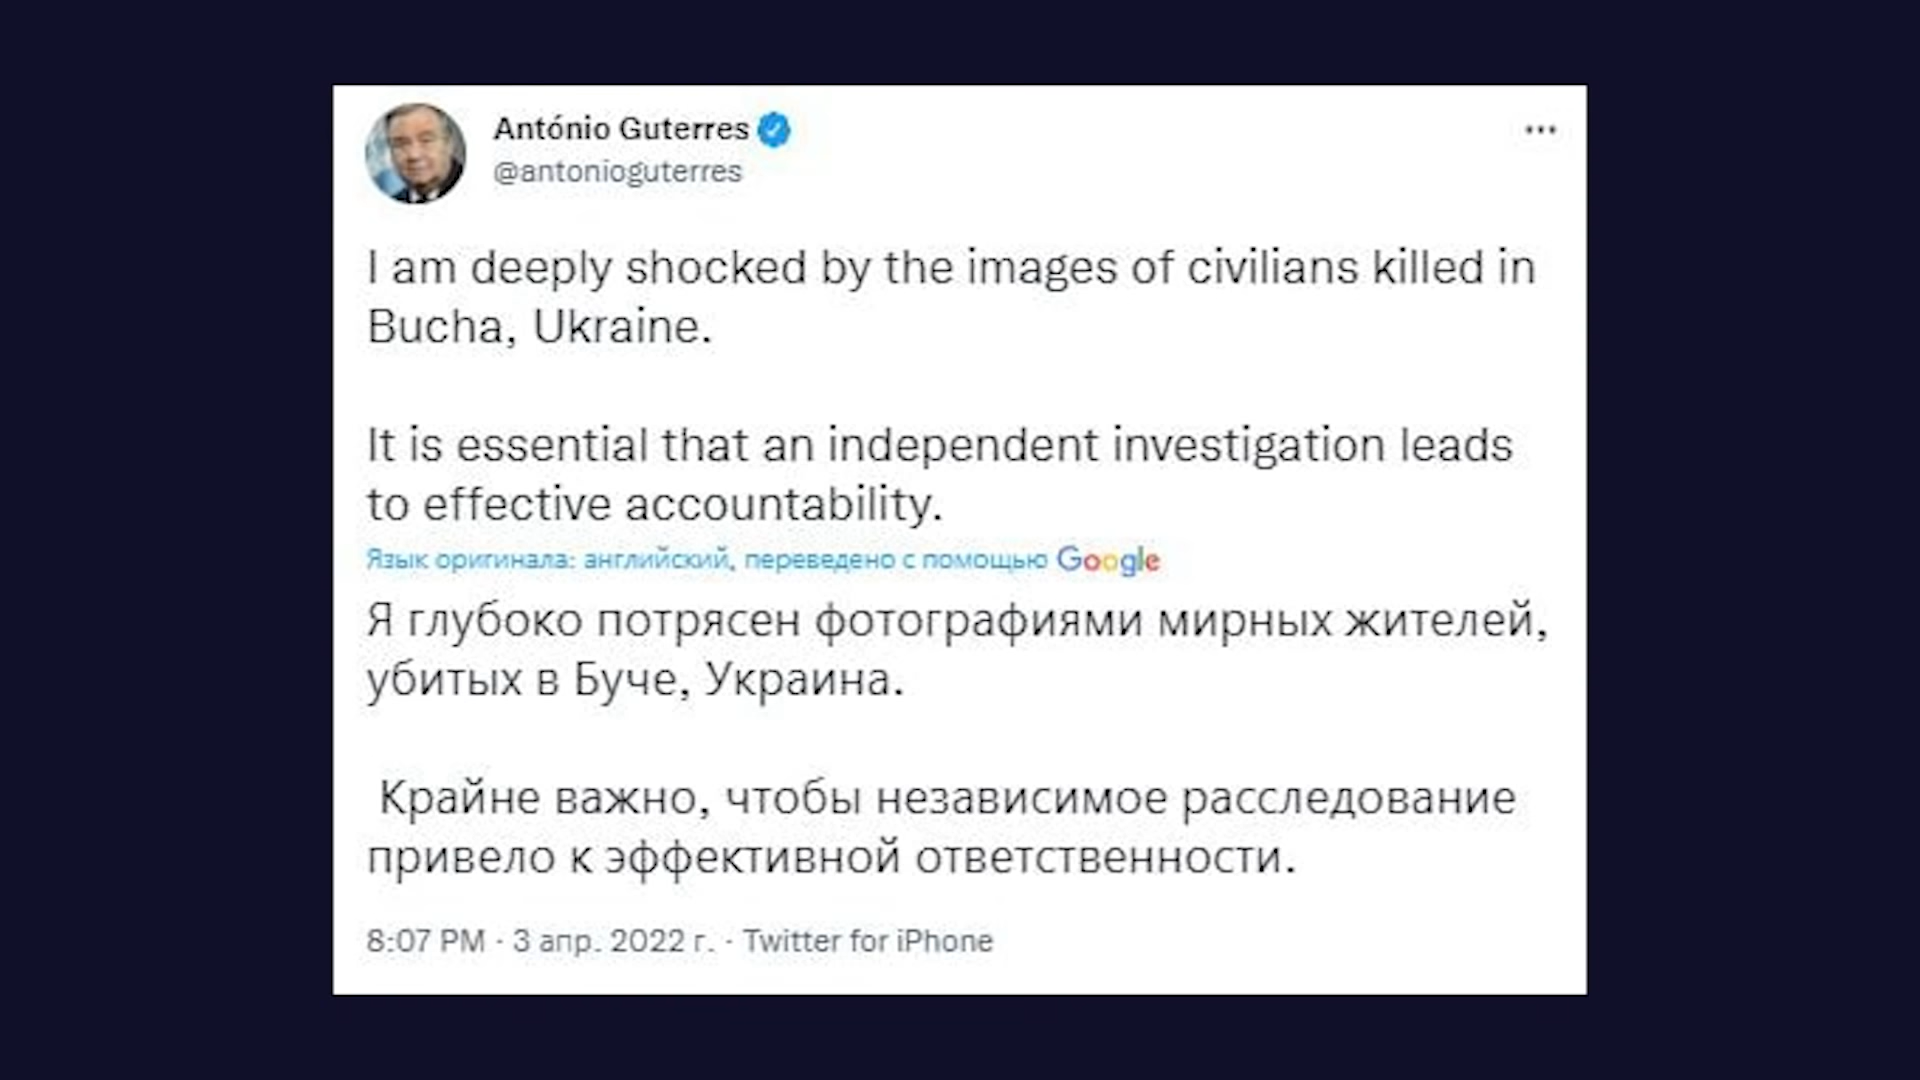 António Guterres
@antonioguterres
I am deeply shocked by the images of civilians killed in
Bucha, Ukraine.
It is essential that an independent investigation leads
to effective accountability.
Язык оригинала: английский, переведено с помощью Google
Я глубоко потрясен фотографиями мирных жителей,
убитых в Буче, Украина.
Крайне важно, чтобы независимое расследование
привело к эффективной ответственности.
8:07 PM · 3 апр. 2022 г. · Twitter for iPhone